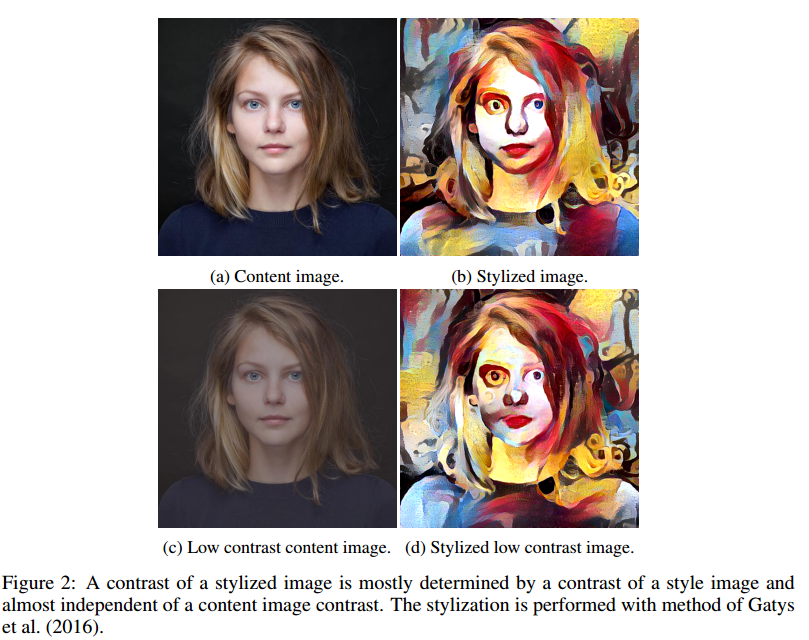 (a) Content image.
(b) Stylized image.
(c) Low contrast content image.
(d) Stylized low contrast image.
Figure 2: A contrast of a stylized image is mostly determined by a contrast of a style image and
almost independent of a content image contrast. The stylization is performed with method of Gatys
et al. (2016).